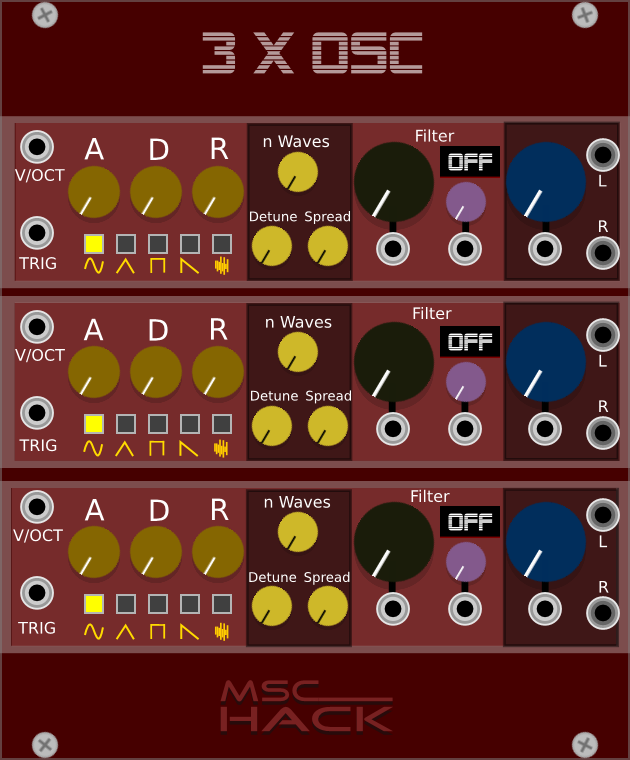 3 X OSC
Filter
n Waves
A D R
OFF
V/OCT
L
Detune Spread
R
TRIG
Filter
n Waves
A D R
OFF
V/OCT
L
Detune Spread
R
TRIG
Filter
n Waves
A D R
OFF
V/OCT
L
Detune Spread
R
TRIG
MSC
HACK